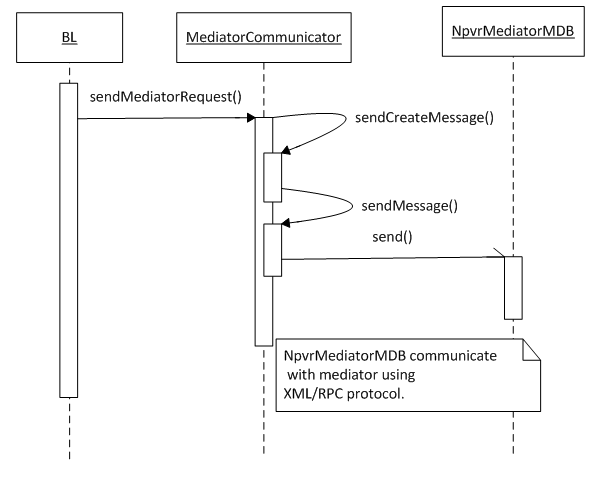 BL
MediatorCommunicator
NpvrMediatorMDB
sendMediatorRequest()
sendCreateMessage()
sendMessage()
send()
NpvrMediatorMDB communicate
with mediator using
XML/RPC protocol.